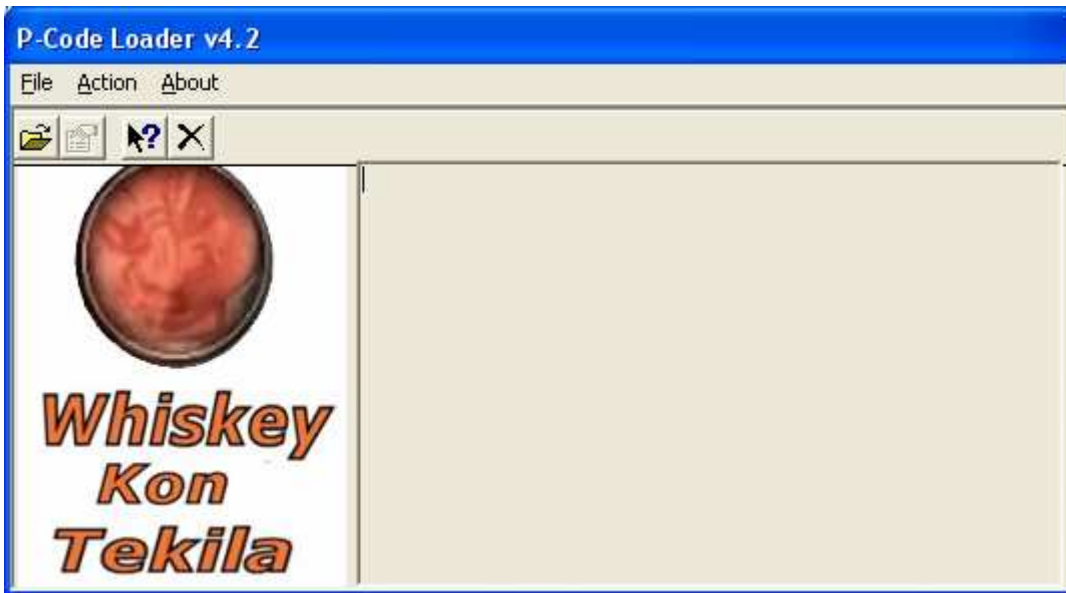 P-Code Loader v4.2
File Action About
Whiskey
Kon
Tekila